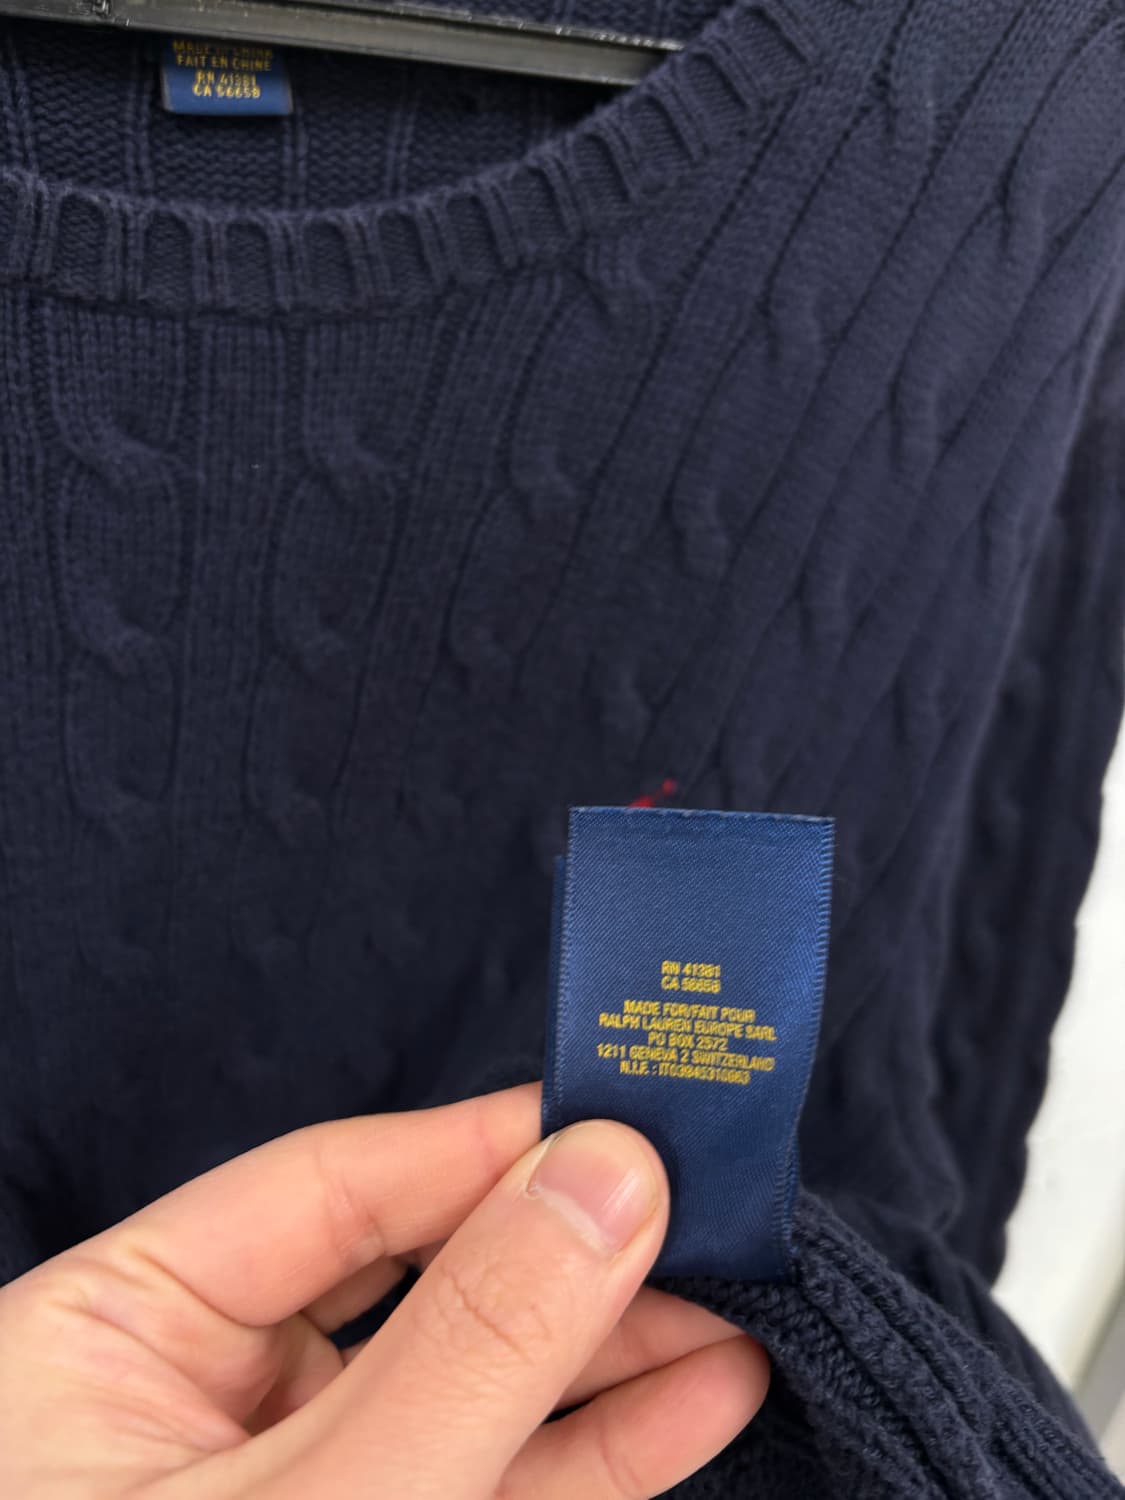 MADE IN CHINA
FAIT EN CHINE
RN 41381
CA 56658
RN 41381
CA 56658
MADE FOR/FAIT POUR
RALPH LAUREN EUROPE SARL
PO BOX 2572
1211 GENEVA 2 SWITZERLAND
N.I.F. :